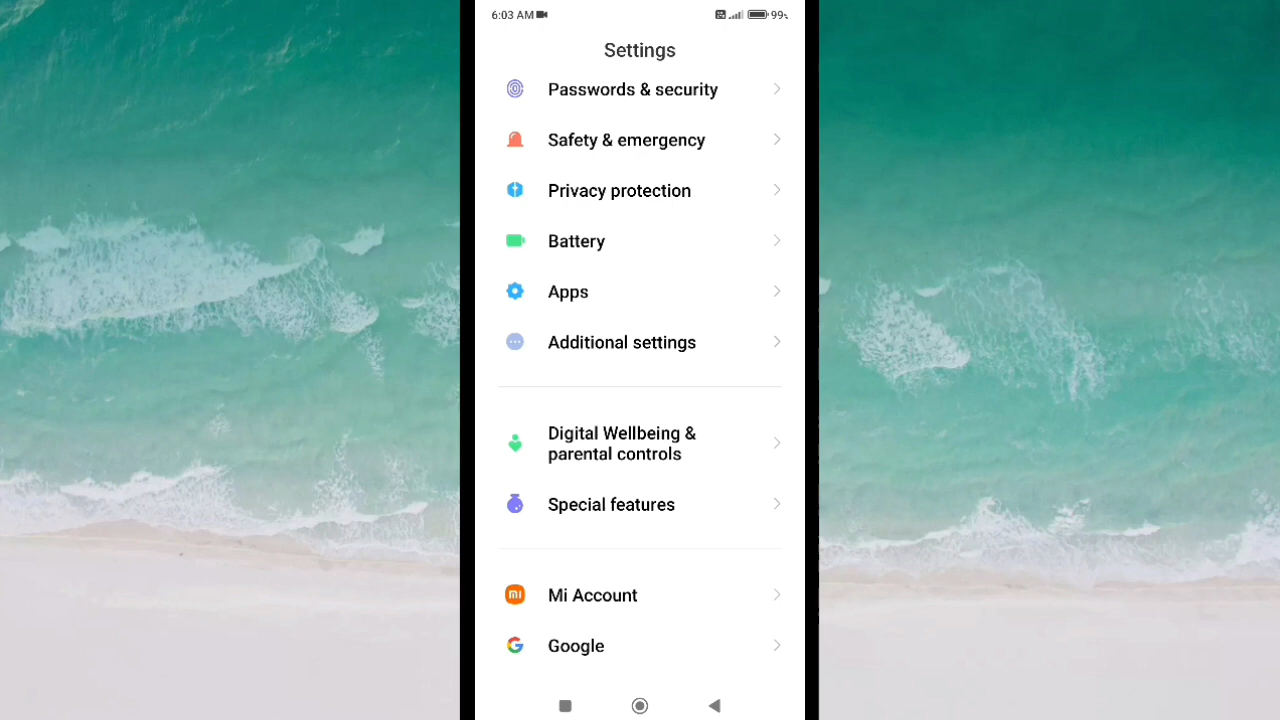 6:03 AM 99%
Settings
Passwords & security
Safety & emergency
Privacy protection
Battery
Apps
Additional settings
Digital Wellbeing &
parental controls
Special features
mi Mi Account
Google